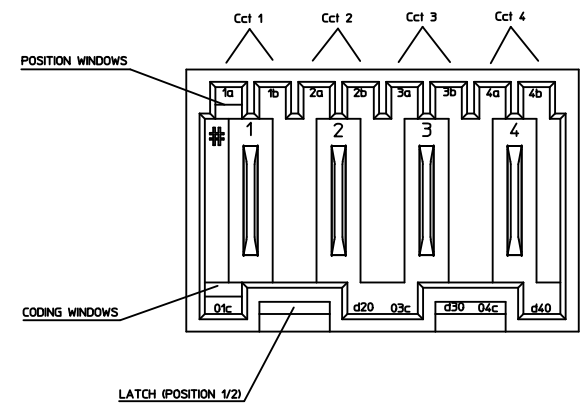 Cct 1 Cct 2 Cct 3 Cct 4
POSITION WINDOWS
1a 1b 2a 2b 3a 3b 4a 4b
# 1 2 3 4
01c d20 03c d30 04c d40
CODING WINDOWS
LATCH (POSITION 1/2)